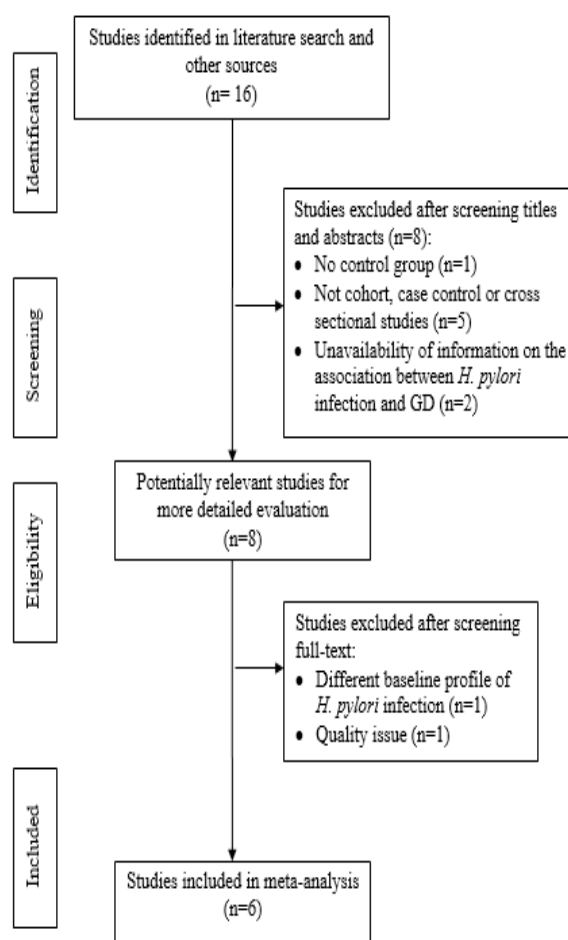 Identification
Studies identified in literature search and
other sources
(n= 16)
Screening
Studies excluded after screening titles
and abstracts (n=8):
• No control group (n=1)
• Not cohort, case control or cross
sectional studies (n=5)
• Unavailability of information on the
association between H. pylori
infection and GD (n=2)
Eligibility
Potentially relevant studies for
more detailed evaluation
(n=8)
Studies excluded after screening
full-text:
• Different baseline profile of
H. pylori infection (n=1)
• Quality issue (n=1)
Included
Studies included in meta-analysis
(n=6)